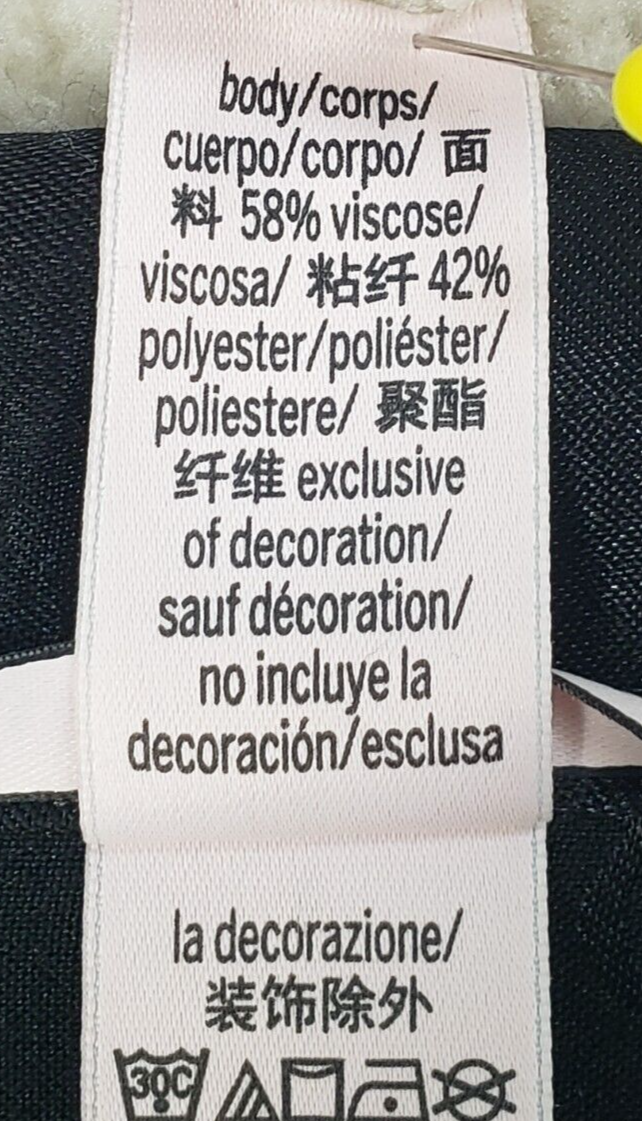 body/corps/
cuerpo/corpo/ 面
料 58% viscose/
viscosa/ 粘纤 42%
polyester/poliéster/
poliestere/ 聚酯
纤维 exclusive
of decoration/
sauf décoration/
no incluye la
decoración/esclusa
la decorazione/
装饰除外
30C